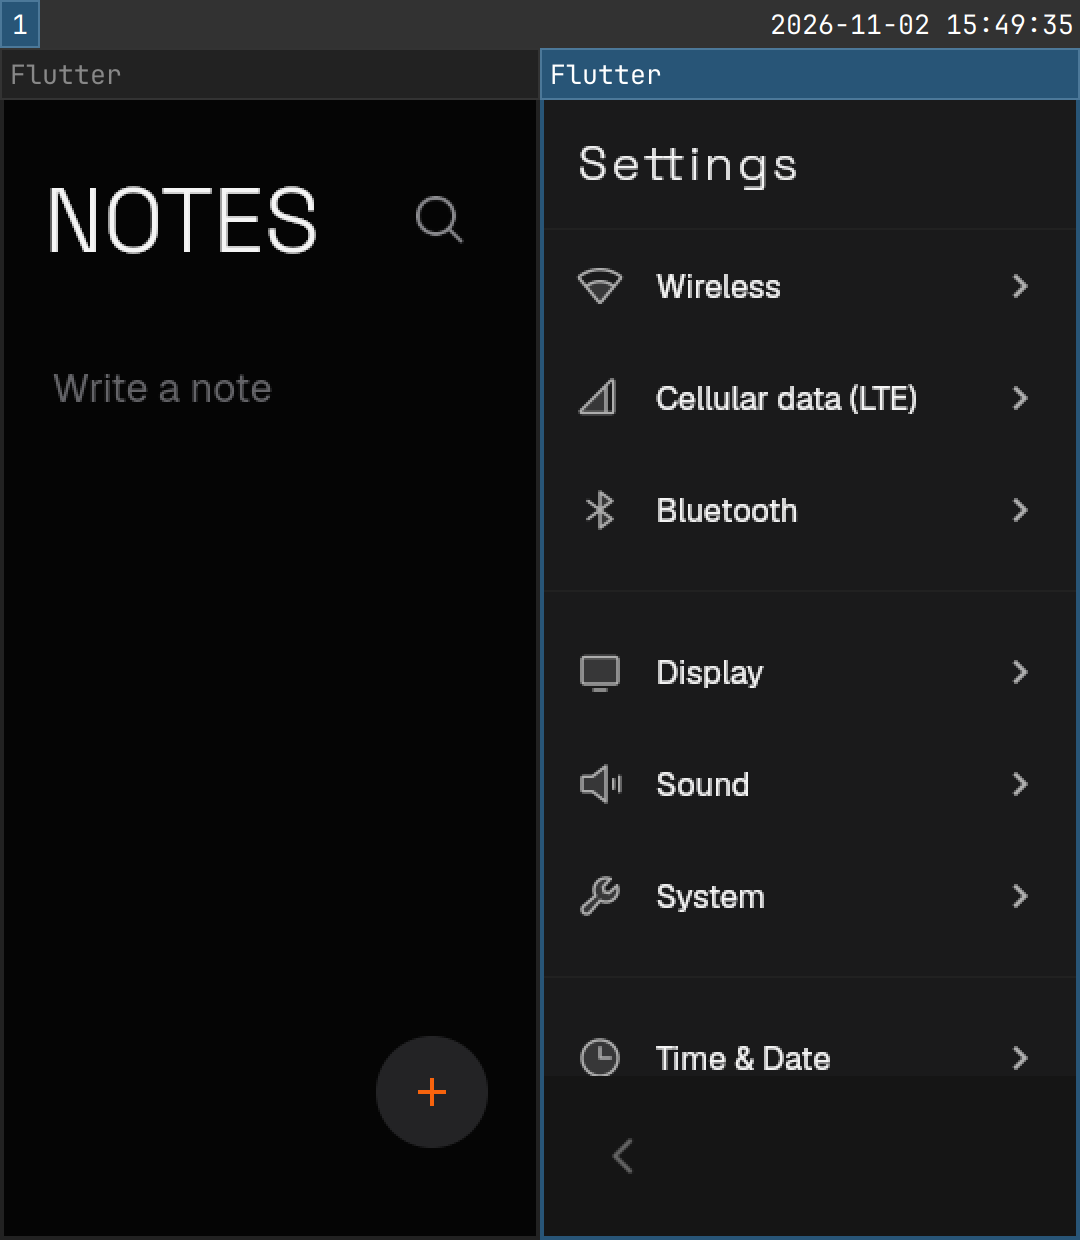 1
2026-11-02 15:49:35
Flutter
NOTES
Write a note
Flutter
Settings
Wireless
Cellular data (LTE)
Bluetooth
Display
Sound
System
Time & Date